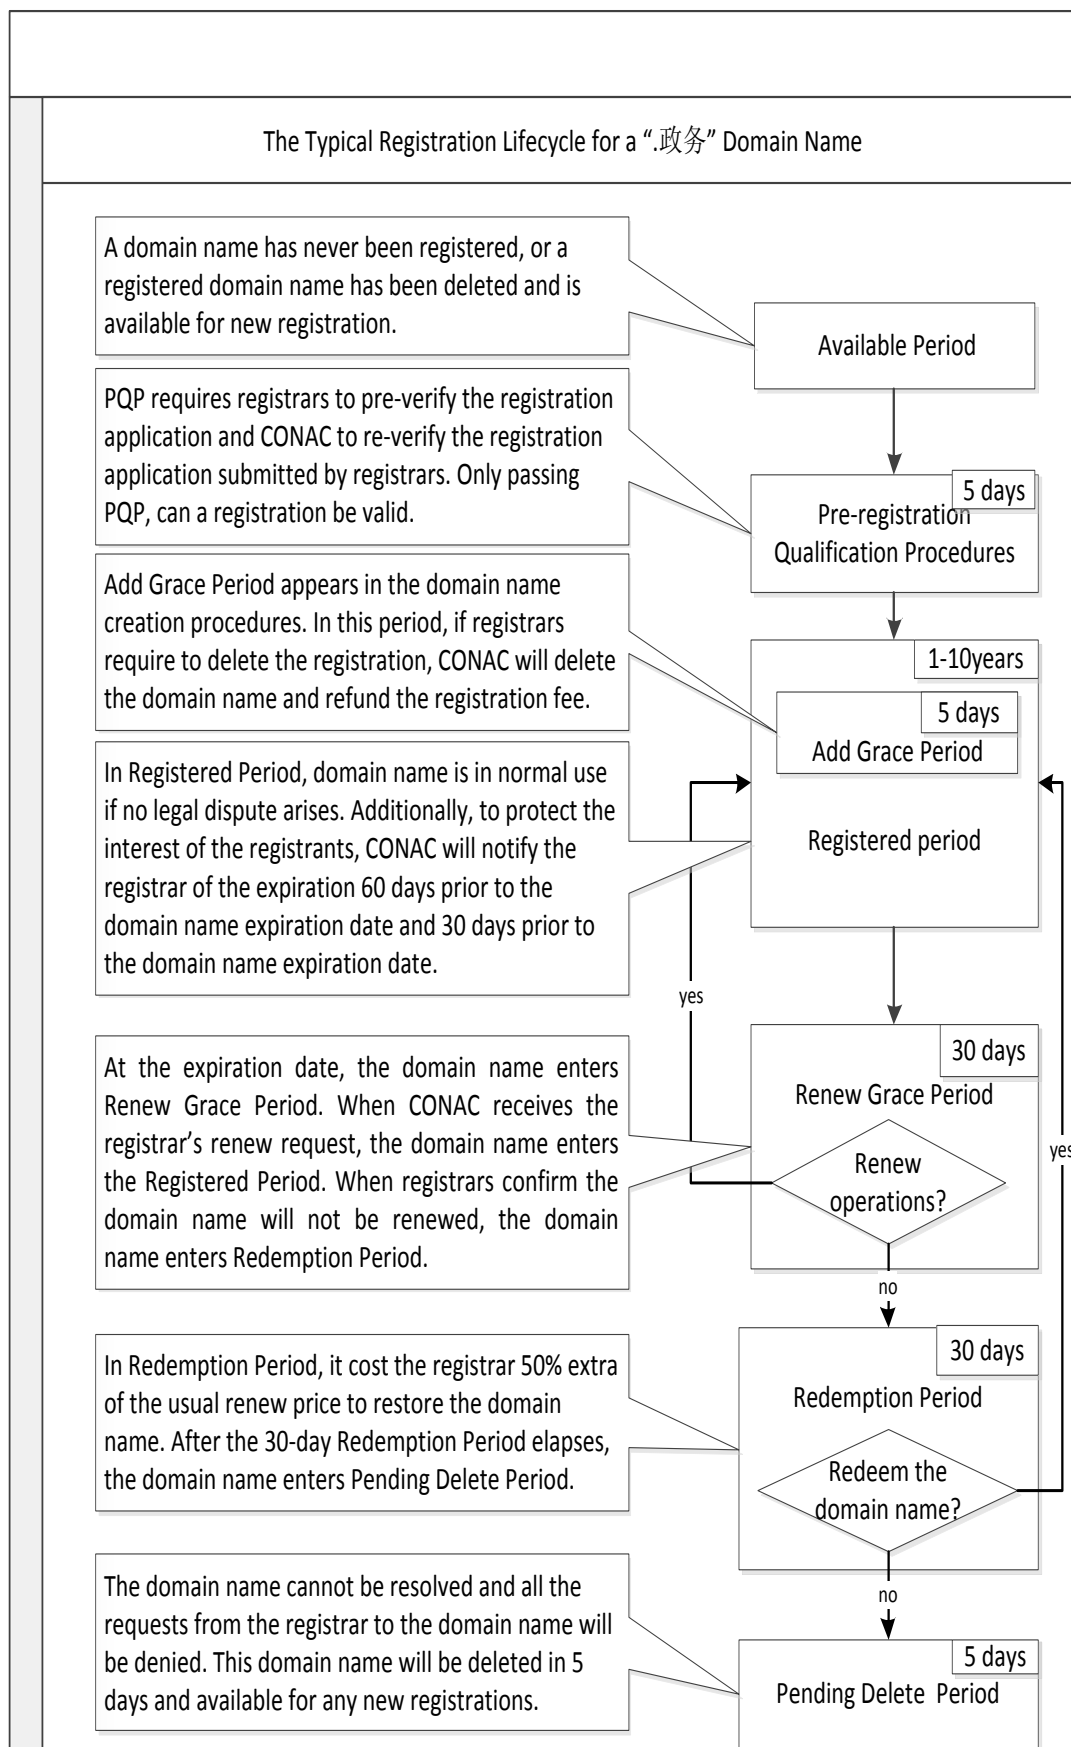 The Typical Registration Lifecycle for a “.政务” Domain Name
A domain name has never been registered, or a
registered domain name has been deleted and is
available for new registration.
Available Period
PQP requires registrars to pre-verify the registration
application and CONAC to re-verify the registration
application submitted by registrars. Only passing
PQP, can a registration be valid.
5 days
Pre-registration
Qualification Procedures
Add Grace Period appears in the domain name
creation procedures. In this period, if registrars
require to delete the registration, CONAC will delete
the domain name and refund the registration fee.
1-10years
5 days
Add Grace Period
In Registered Period, domain name is in normal use
if no legal dispute arises. Additionally, to protect the
interest of the registrants, CONAC will notify the
registrar of the expiration 60 days prior to the
domain name expiration date and 30 days prior to
the domain name expiration date.
Registered period
yes
At the expiration date, the domain name enters
Renew Grace Period. When CONAC receives the
registrar’s renew request, the domain name enters
the Registered Period. When registrars confirm the
domain name will not be renewed, the domain
name enters Redemption Period.
30 days
Renew Grace Period
Renew
operations?
yes
no
In Redemption Period, it cost the registrar 50% extra
of the usual renew price to restore the domain
name. After the 30-day Redemption Period elapses,
the domain name enters Pending Delete Period.
30 days
Redemption Period
Redeem the
domain name?
no
The domain name cannot be resolved and all the
requests from the registrar to the domain name will
be denied. This domain name will be deleted in 5
days and available for any new registrations.
5 days
Pending Delete Period